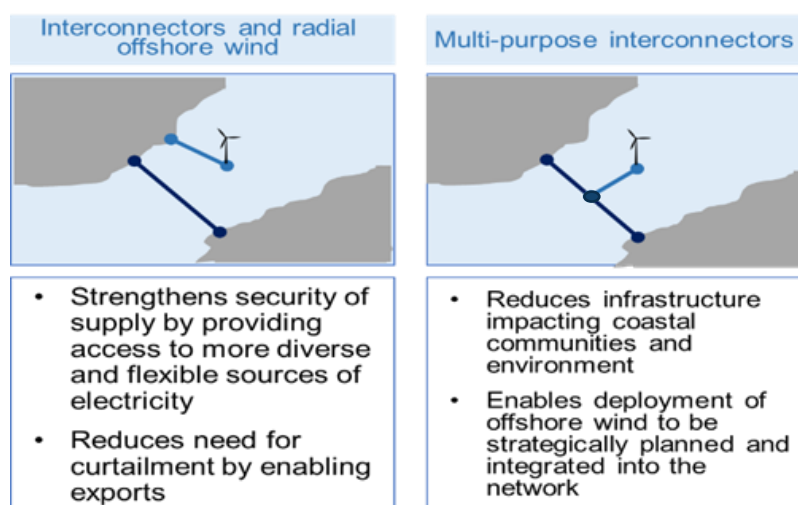 Interconnectors and radial
offshore wind
• Strengthens security of
supply by providing
access to more diverse
and flexible sources of
electricity
• Reduces need for
curtailment by enabling
exports
Multi-purpose interconnectors
• Reduces infrastructure
impacting coastal
communities and
environment
• Enables deployment of
offshore wind to be
strategically planned and
integrated into the
network